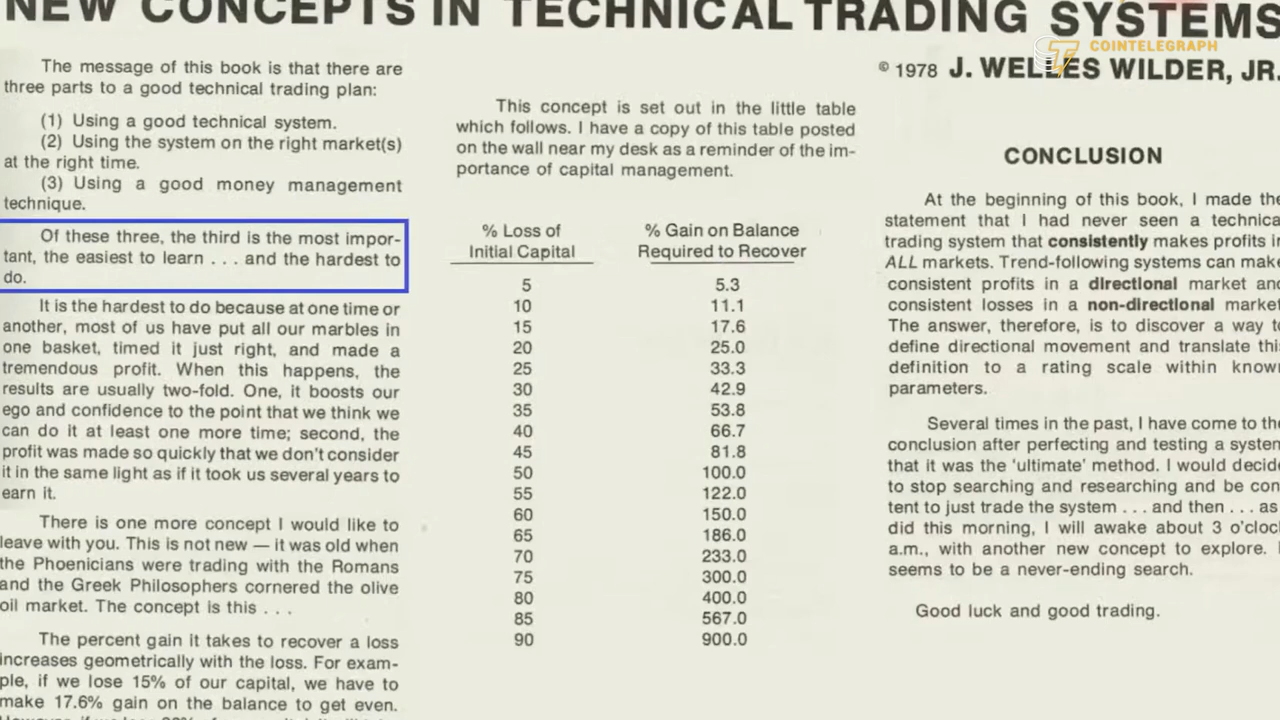 NEW CONCEPTS IN TECHNICAL TRADING SYSTEMS
COINTELEGRAPH
© 1978 J. WELLES WILDER, JR.
The message of this book is that there are
three parts to a good technical trading plan:
(1) Using a good technical system.
(2) Using the system on the right market(s)
at the right time.
(3) Using a good money management
technique.
Of these three, the third is the most impor-
tant, the easiest to learn . . . and the hardest to
do.
It is the hardest to do because at one time or
another, most of us have put all our marbles in
one basket, timed it just right, and made a
tremendous profit. When this happens, the
results are usually two-fold. One, it boosts our
ego and confidence to the point that we think we
can do it at least one more time; second, the
profit was made so quickly that we don't consider
it in the same light as if it took us several years to
earn it.
There is one more concept I would like to
leave with you. This is not new — it was old when
the Phoenicians were trading with the Romans
and the Greek Philosophers cornered the olive
oil market. The concept is this . . .
The percent gain it takes to recover a loss
increases geometrically with the loss. For exam-
ple, if we lose 15% of our capital, we have to
make 17.6% gain on the balance to get even.
This concept is set out in the little table
which follows. I have a copy of this table posted
on the wall near my desk as a reminder of the im-
portance of capital management.
% Loss of % Gain on Balance
Initial Capital Required to Recover
5 5.3
10 11.1
15 17.6
20 25.0
25 33.3
30 42.9
35 53.8
40 66.7
45 81.8
50 100.0
55 122.0
60 150.0
65 186.0
70 233.0
75 300.0
80 400.0
85 567.0
90 900.0
CONCLUSION
At the beginning of this book, I made the
statement that I had never seen a technica
trading system that consistently makes profits in
ALL markets. Trend-following systems can make
consistent profits in a directional market and
consistent losses in a non-directional market
The answer, therefore, is to discover a way to
define directional movement and translate this
definition to a rating scale within known
parameters.
Several times in the past, I have come to the
conclusion after perfecting and testing a system
that it was the 'ultimate' method. I would decide
to stop searching and researching and be con
tent to just trade the system . . . and then . . . as
did this morning, I will awake about 3 o'clock
a.m., with another new concept to explore. I
seems to be a never-ending search.
Good luck and good trading.